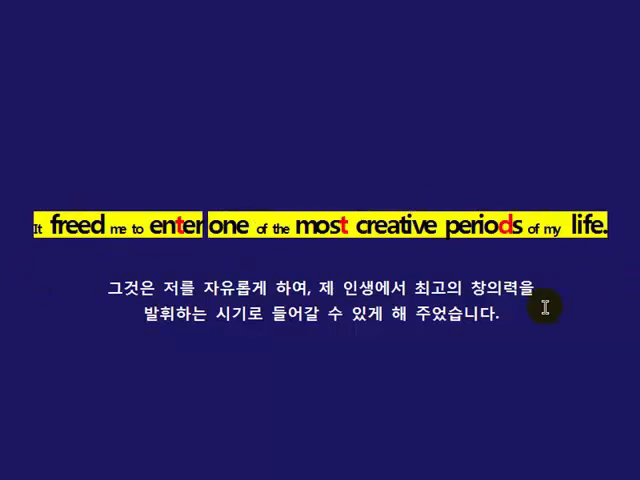 It freed me to enter one of the most creative periods of my life.
그것은 저를 자유롭게 하여, 제 인생에서 최고의 창의력을
발휘하는 시기로 들어갈 수 있게 해 주었습니다.